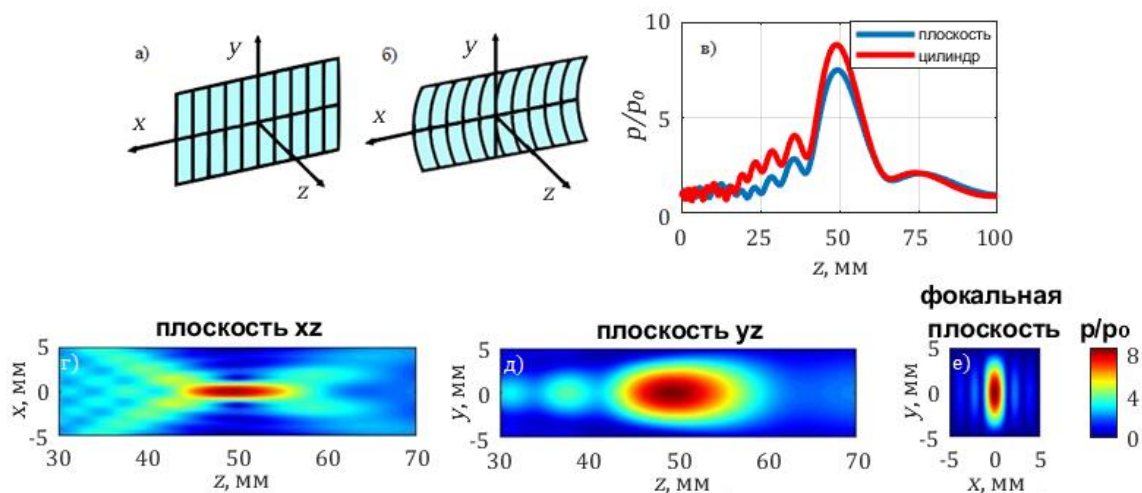 а)
y
x
z
б)
y
x
z
в)
плоскость
цилиндр
10
5
0
p/p₀
0
25
50
75
100
z, мм
плоскость xz
г)
5
0
-5
x, мм
30
40
50
60
70
z, мм
плоскость yz
д)
5
0
-5
y, мм
30
40
50
60
70
z, мм
фокальная
плоскость
е)
5
0
-5
y, мм
-5
0
5
x, мм
p/p₀
8
4
0